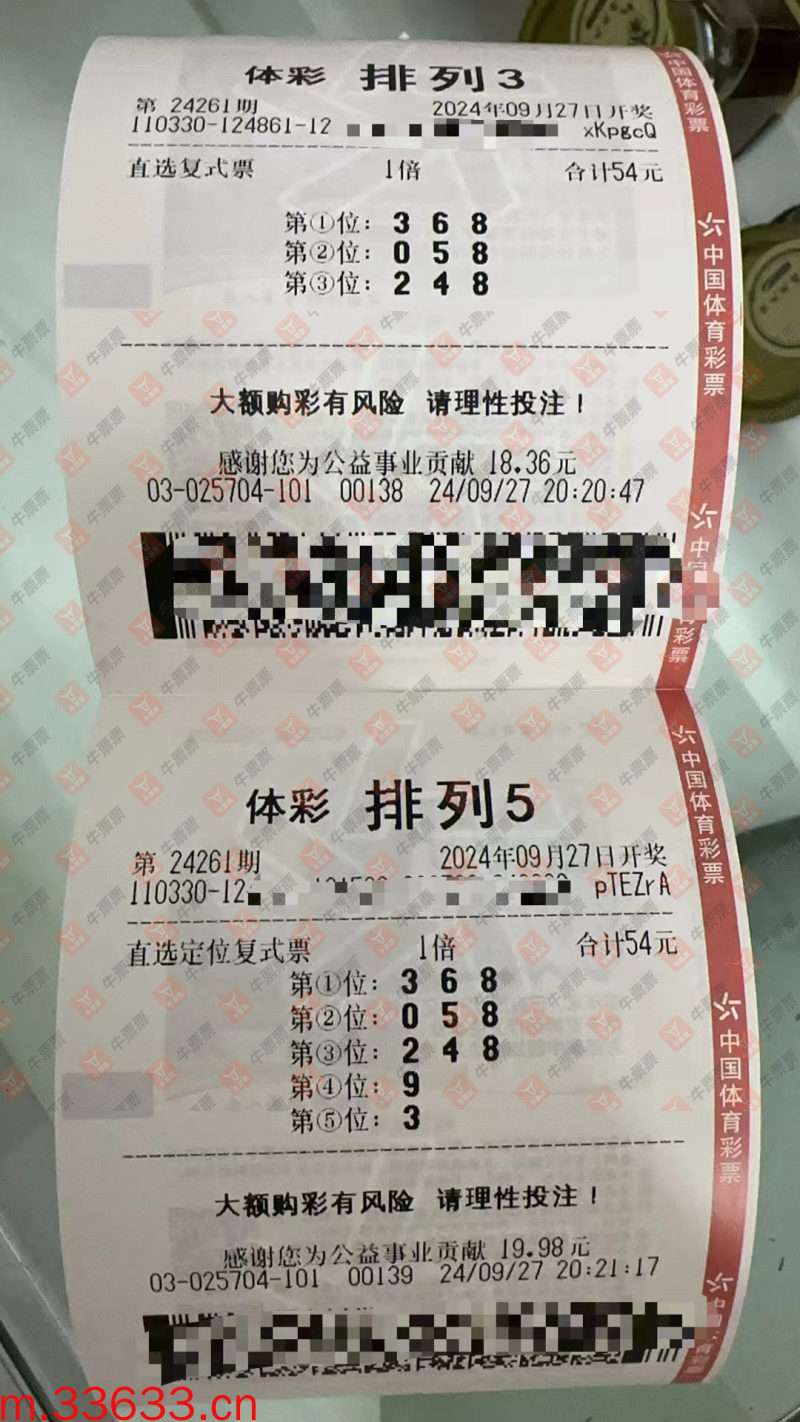 体彩 排列3
第 24261期 2024年09月27日开奖
110330-124861-12 xKpgcQ
直选复式票 1倍 合计54元
第①位: 3 6 8
第②位: 0 5 8
第③位: 2 4 8
大额购彩有风险 请理性投注!
感谢您为公益事业贡献 18.36元
03-025704-101 00138 24/09/27 20:20:47
中国体育彩票
中国体育彩票
体彩 排列5
第 24261期 2024年09月27日开奖
110330-12 pTEZrA
直选定位复式票 1倍 合计54元
第①位: 3 6 8
第②位: 0 5 8
第③位: 2 4 8
第④位: 9
第⑤位: 3
大额购彩有风险 请理性投注!
感谢您为公益事业贡献 19.98元
03-025704-101 00139 24/09/27 20:21:17
中国体育彩票
中国体育彩票
牛票票
m.33633.cn